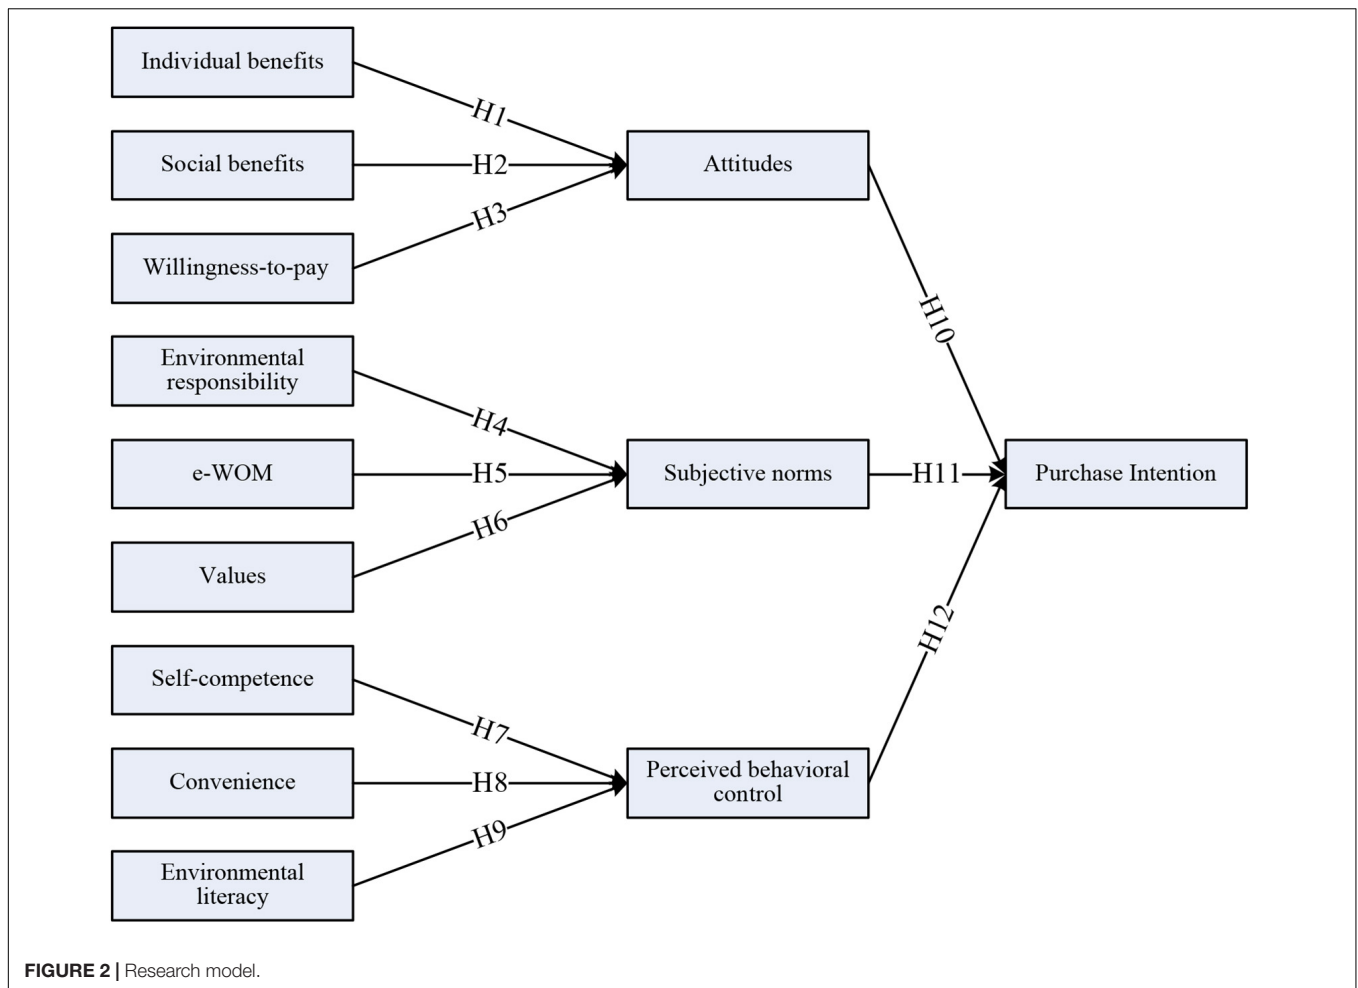 Individual benefits
H1
Social benefits
H2
Attitudes
Willingness-to-pay
H3
H10
Environmental
responsibility
H4
e-WOM
H5
Subjective norms
H11
Purchase Intention
Values
H6
H12
Self-competence
H7
Convenience
H8
Perceived behavioral
control
Environmental
literacy
H9
FIGURE 2 | Research model.